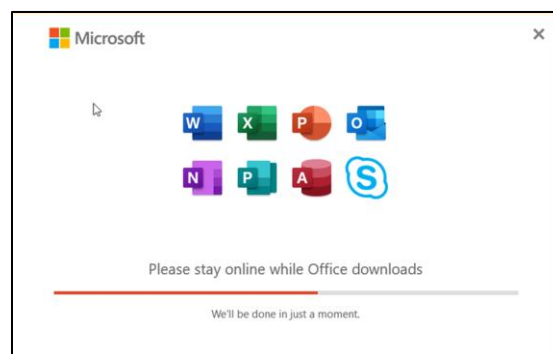 Microsoft
W X P O
N P A S
Please stay online while Office downloads
We'll be done in just a moment.